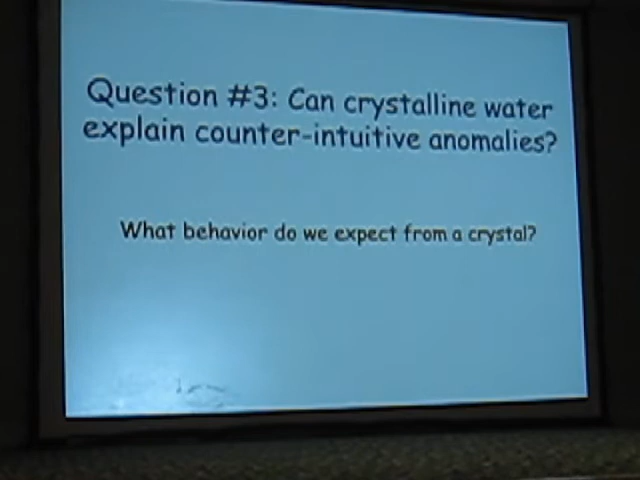 Question #3: Can crystalline water
explain counter-intuitive anomalies?
What behavior do we expect from a crystal?